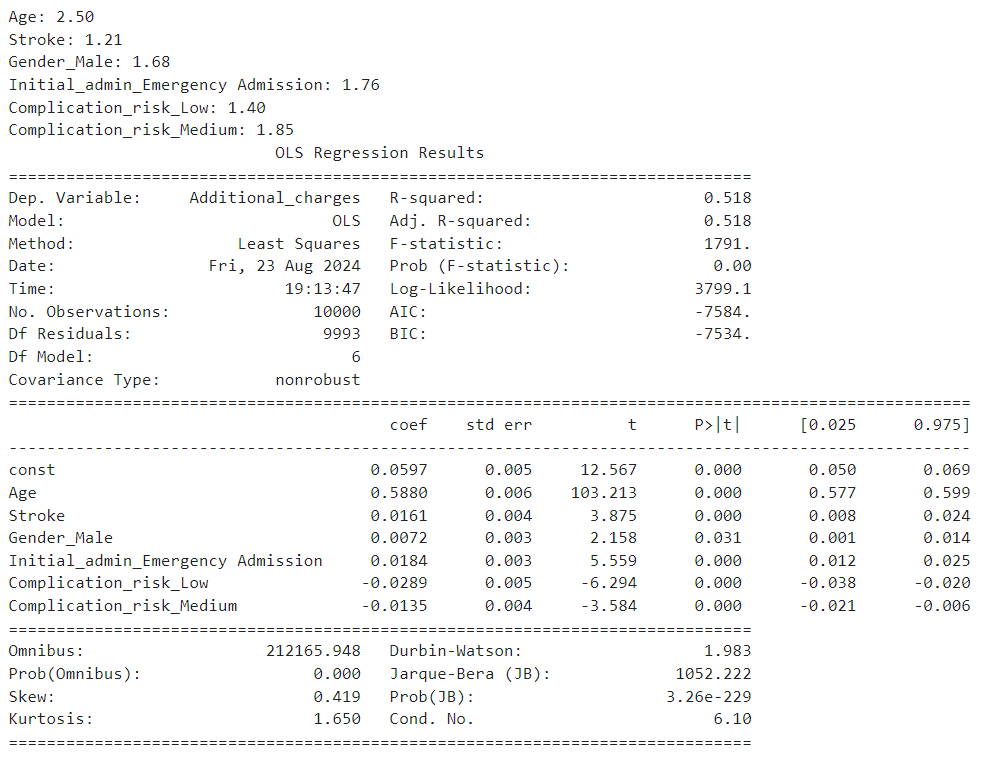 Age: 2.50
Stroke: 1.21
Gender_Male: 1.68
Initial_admin_Emergency Admission: 1.76
Complication_risk_Low: 1.40
Complication_risk_Medium: 1.85
                            OLS Regression Results
==============================================================================
Dep. Variable:     Additional_charges   R-squared:                       0.518
Model:                            OLS   Adj. R-squared:                  0.518
Method:                 Least Squares   F-statistic:                     1791.
Date:                Fri, 23 Aug 2024   Prob (F-statistic):               0.00
Time:                        19:13:47   Log-Likelihood:                 3799.1
No. Observations:               10000   AIC:                            -7584.
Df Residuals:                    9993   BIC:                            -7534.
Df Model:                           6
Covariance Type:            nonrobust
=====================================================================================================
                                        coef    std err          t      P>|t|      [0.025      0.975]
-----------------------------------------------------------------------------------------------------
const                                 0.0597      0.005     12.567      0.000       0.050       0.069
Age                                   0.5880      0.006    103.213      0.000       0.577       0.599
Stroke                                0.0161      0.004      3.875      0.000       0.008       0.024
Gender_Male                           0.0072      0.003      2.158      0.031       0.001       0.014
Initial_admin_Emergency Admission     0.0184      0.003      5.559      0.000       0.012       0.025
Complication_risk_Low                -0.0289      0.005     -6.294      0.000      -0.038      -0.020
Complication_risk_Medium             -0.0135      0.004     -3.584      0.000      -0.021      -0.006
==============================================================================
Omnibus:                   212165.948   Durbin-Watson:                   1.983
Prob(Omnibus):                  0.000   Jarque-Bera (JB):             1052.222
Skew:                           0.419   Prob(JB):                    3.26e-229
Kurtosis:                       1.650   Cond. No.                         6.10
==============================================================================